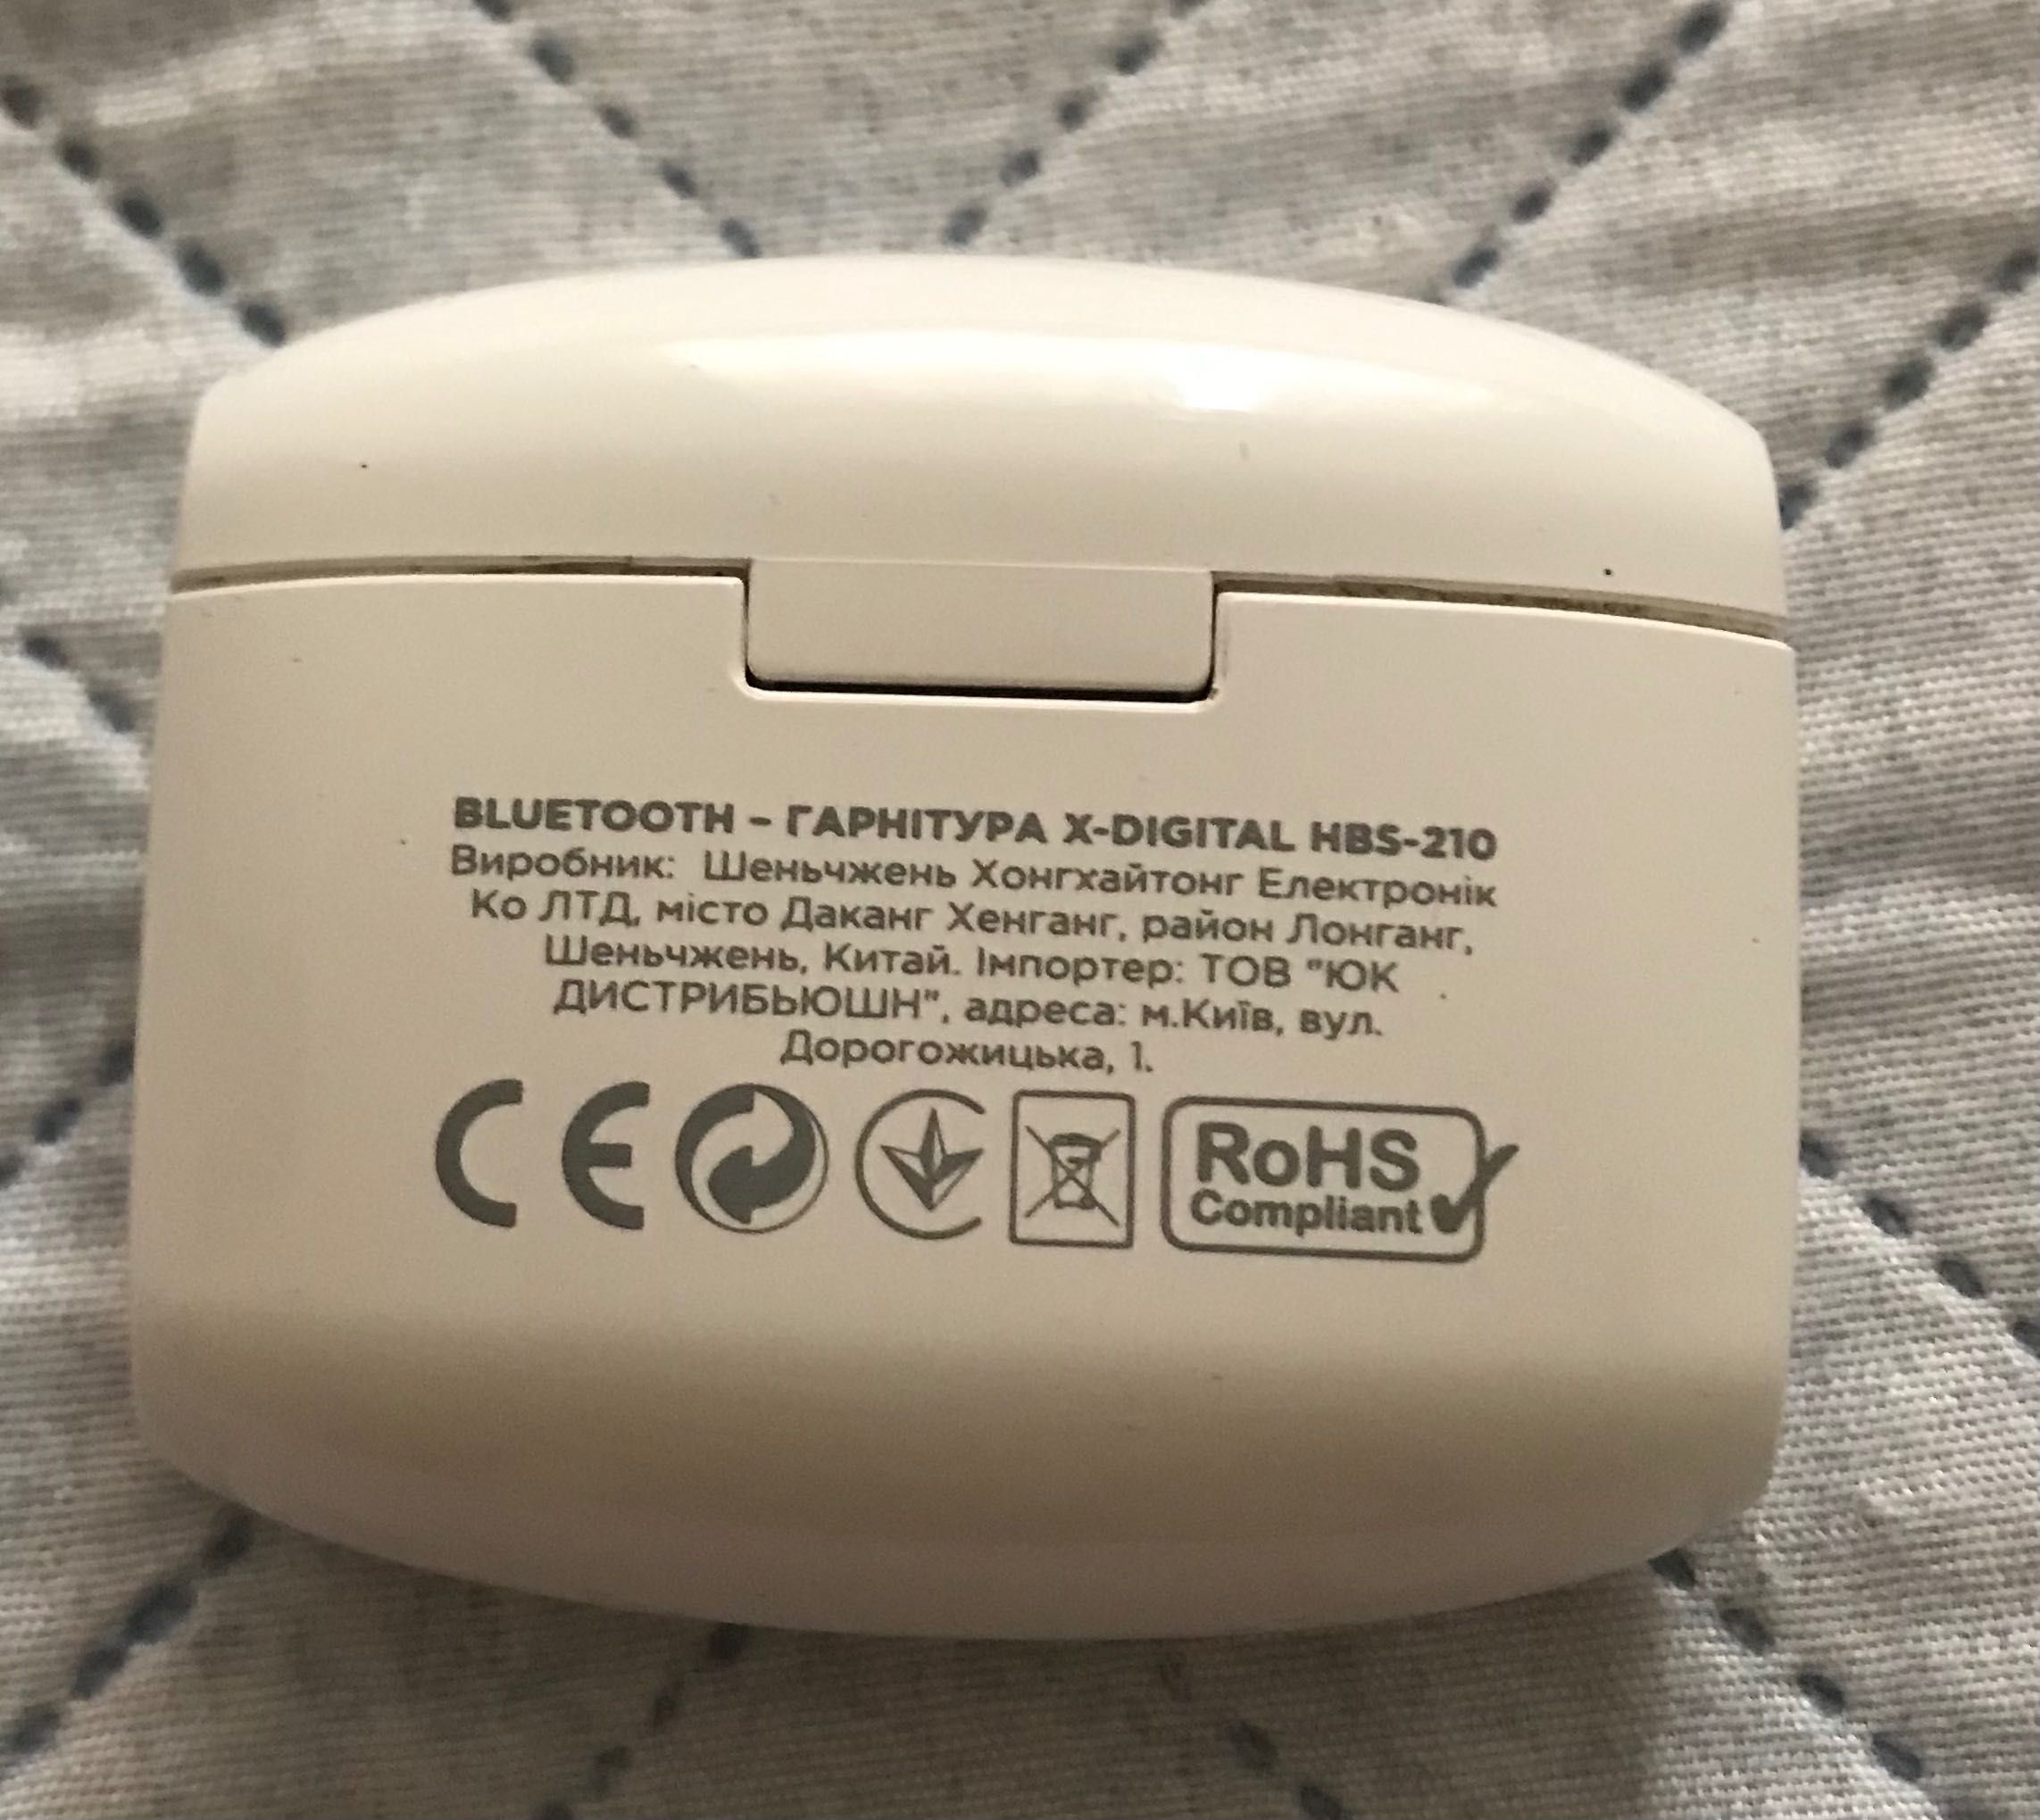 BLUETOOTH – ГАРНІТУРА X-DIGITAL HBS-210
Виробник: Шеньчжень Хонгхайтонг Електронік
Ко ЛТД, місто Даканг Хенганг, район Лонганг,
Шеньчжень, Китай. Імпортер: ТОВ "ЮК
ДИСТРИБЬЮШН", адреса: м.Київ, вул.
Дорогожицька, 1.
CE
RoHS
Compliant